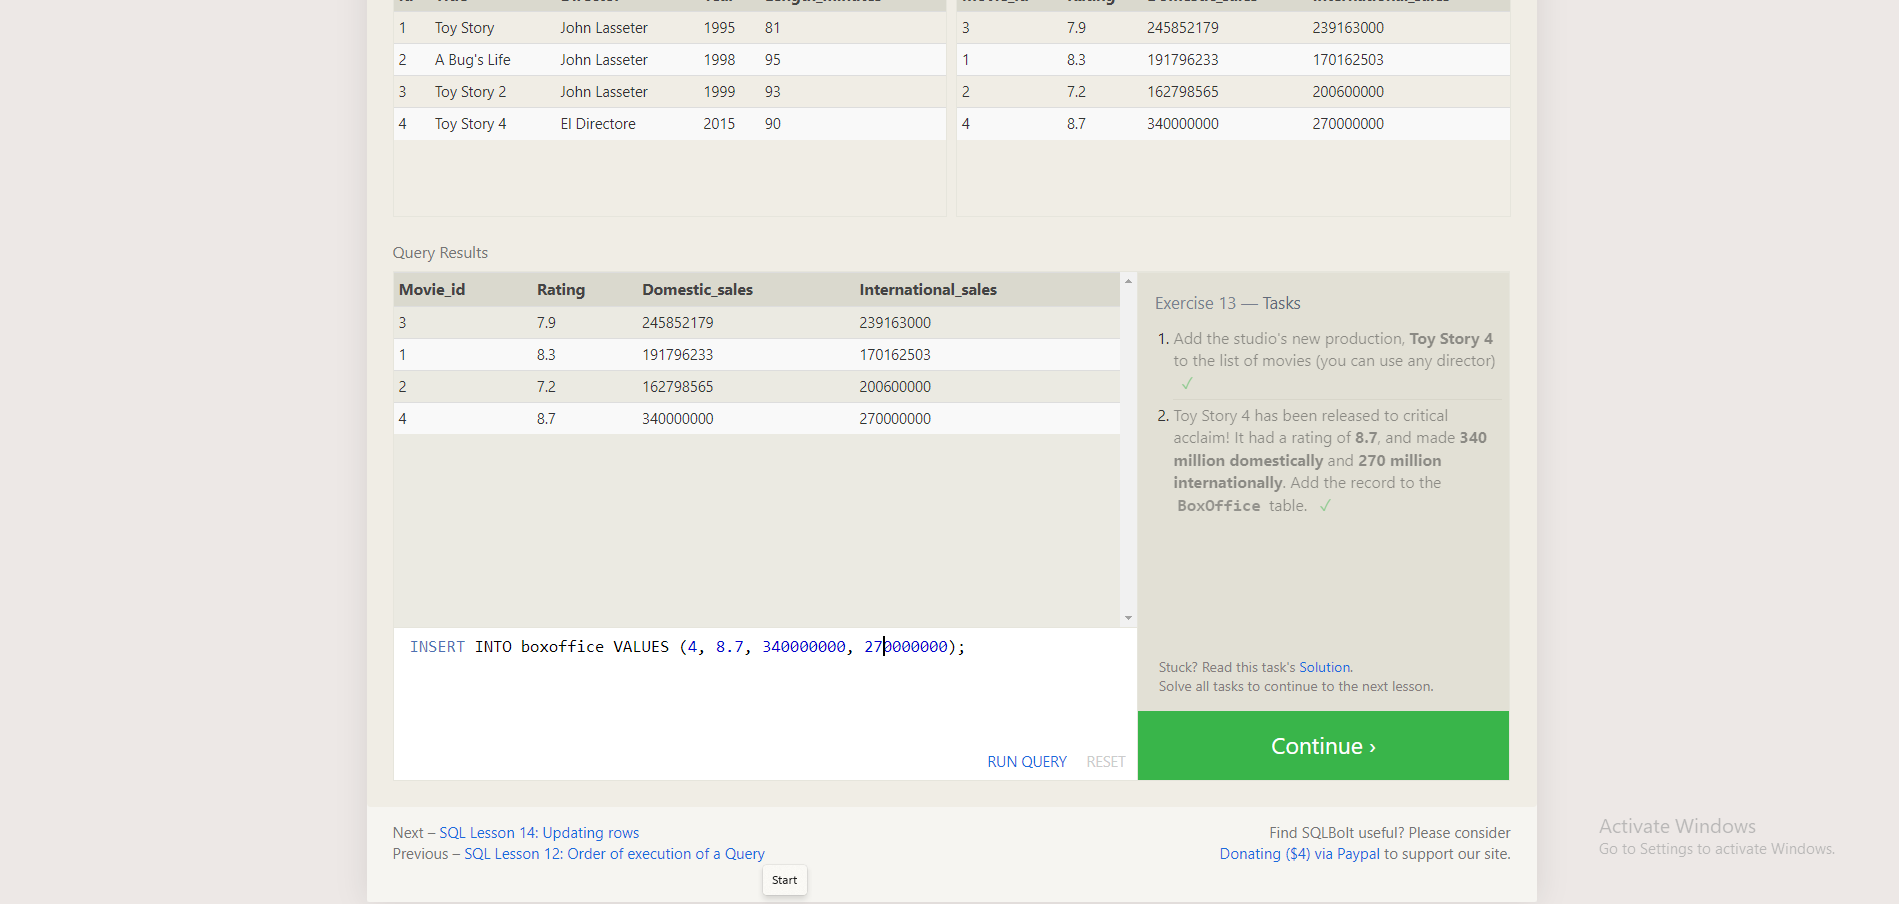 1 Toy Story John Lasseter 1995 81
2 A Bug's Life John Lasseter 1998 95
3 Toy Story 2 John Lasseter 1999 93
4 Toy Story 4 El Directore 2015 90
3 7.9 245852179 239163000
1 8.3 191796233 170162503
2 7.2 162798565 200600000
4 8.7 340000000 270000000
Query Results
Movie_id Rating Domestic_sales International_sales
3 7.9 245852179 239163000
1 8.3 191796233 170162503
2 7.2 162798565 200600000
4 8.7 340000000 270000000
INSERT INTO boxoffice VALUES (4, 8.7, 340000000, 270000000);
RUN QUERY RESET
Exercise 13 — Tasks
1. Add the studio's new production, Toy Story 4
to the list of movies (you can use any director)
✓
2. Toy Story 4 has been released to critical
acclaim! It had a rating of 8.7, and made 340
million domestically and 270 million
internationally. Add the record to the
BoxOffice table. ✓
Stuck? Read this task's Solution.
Solve all tasks to continue to the next lesson.
Continue ›
Next – SQL Lesson 14: Updating rows
Previous – SQL Lesson 12: Order of execution of a Query
Find SQLBolt useful? Please consider
Donating ($4) via Paypal to support our site.
Start
Activate Windows
Go to Settings to activate Windows.